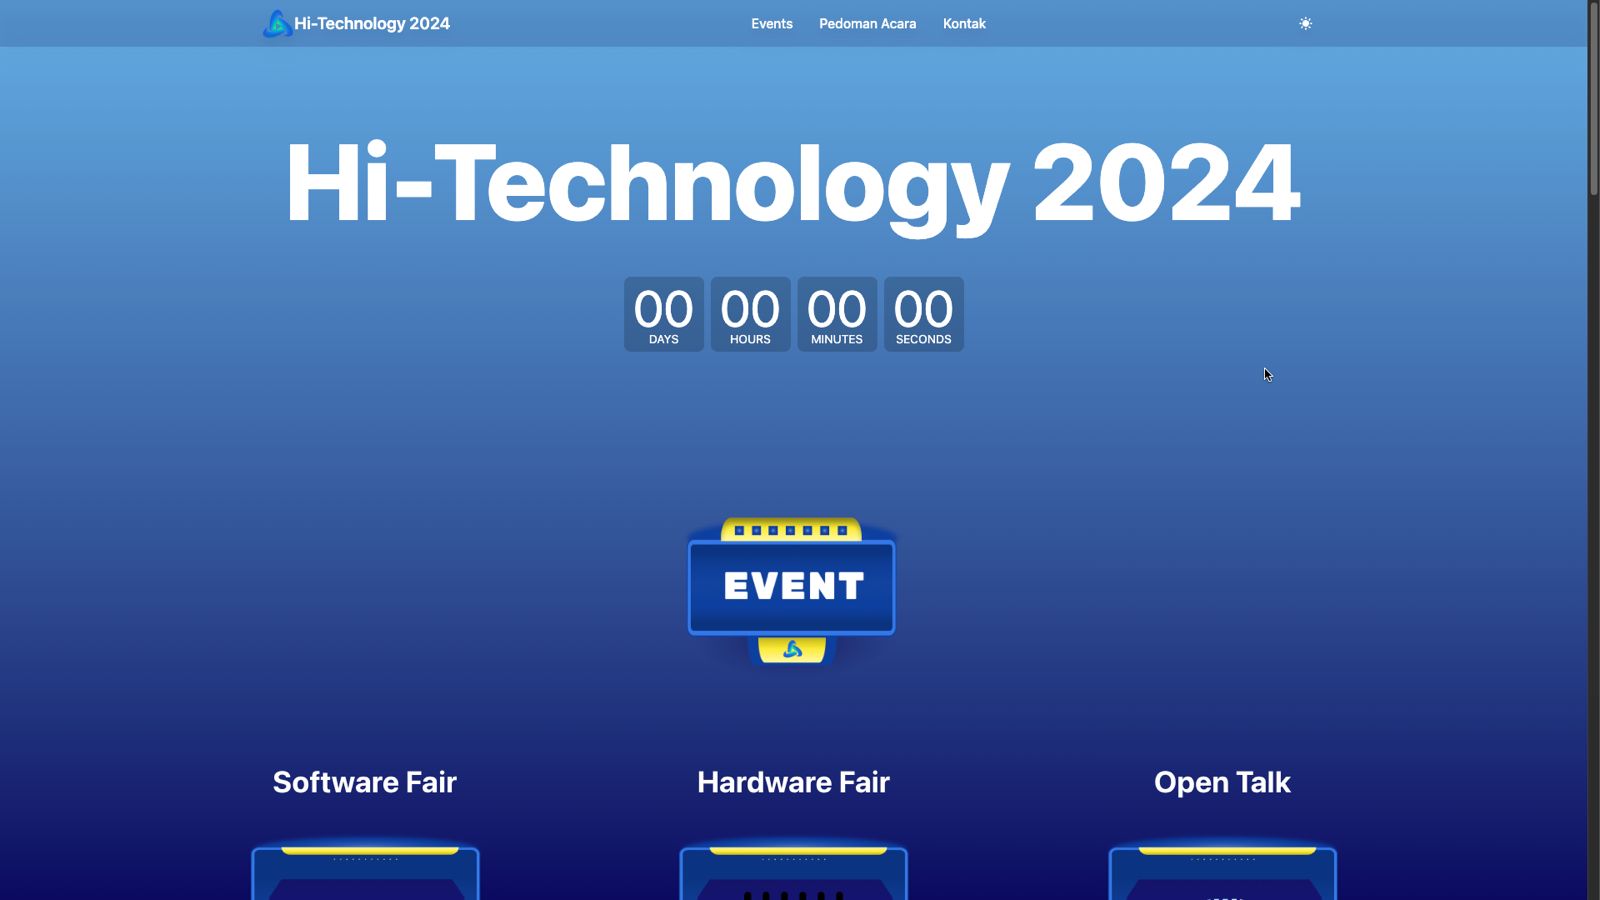 Hi-Technology 2024
Events Pedoman Acara Kontak
Hi-Technology 2024
00 00 00 00
DAYS HOURS MINUTES SECONDS
EVENT
Software Fair Hardware Fair Open Talk